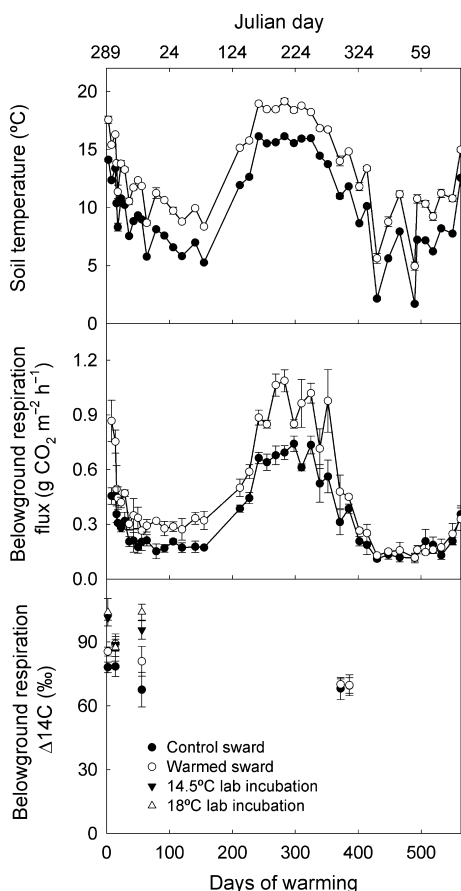 Julian day
289 24 124 224 324 59
Soil temperature (ºC)
20
15
10
5
0
Belowground respiration
flux (g CO₂ m⁻² h⁻¹)
1.2
0.9
0.6
0.3
0.0
Belowground respiration
Δ14C (‰)
90
60
30
0
Control sward
Warmed sward
14.5ºC lab incubation
18ºC lab incubation
0 100 200 300 400 500
Days of warming